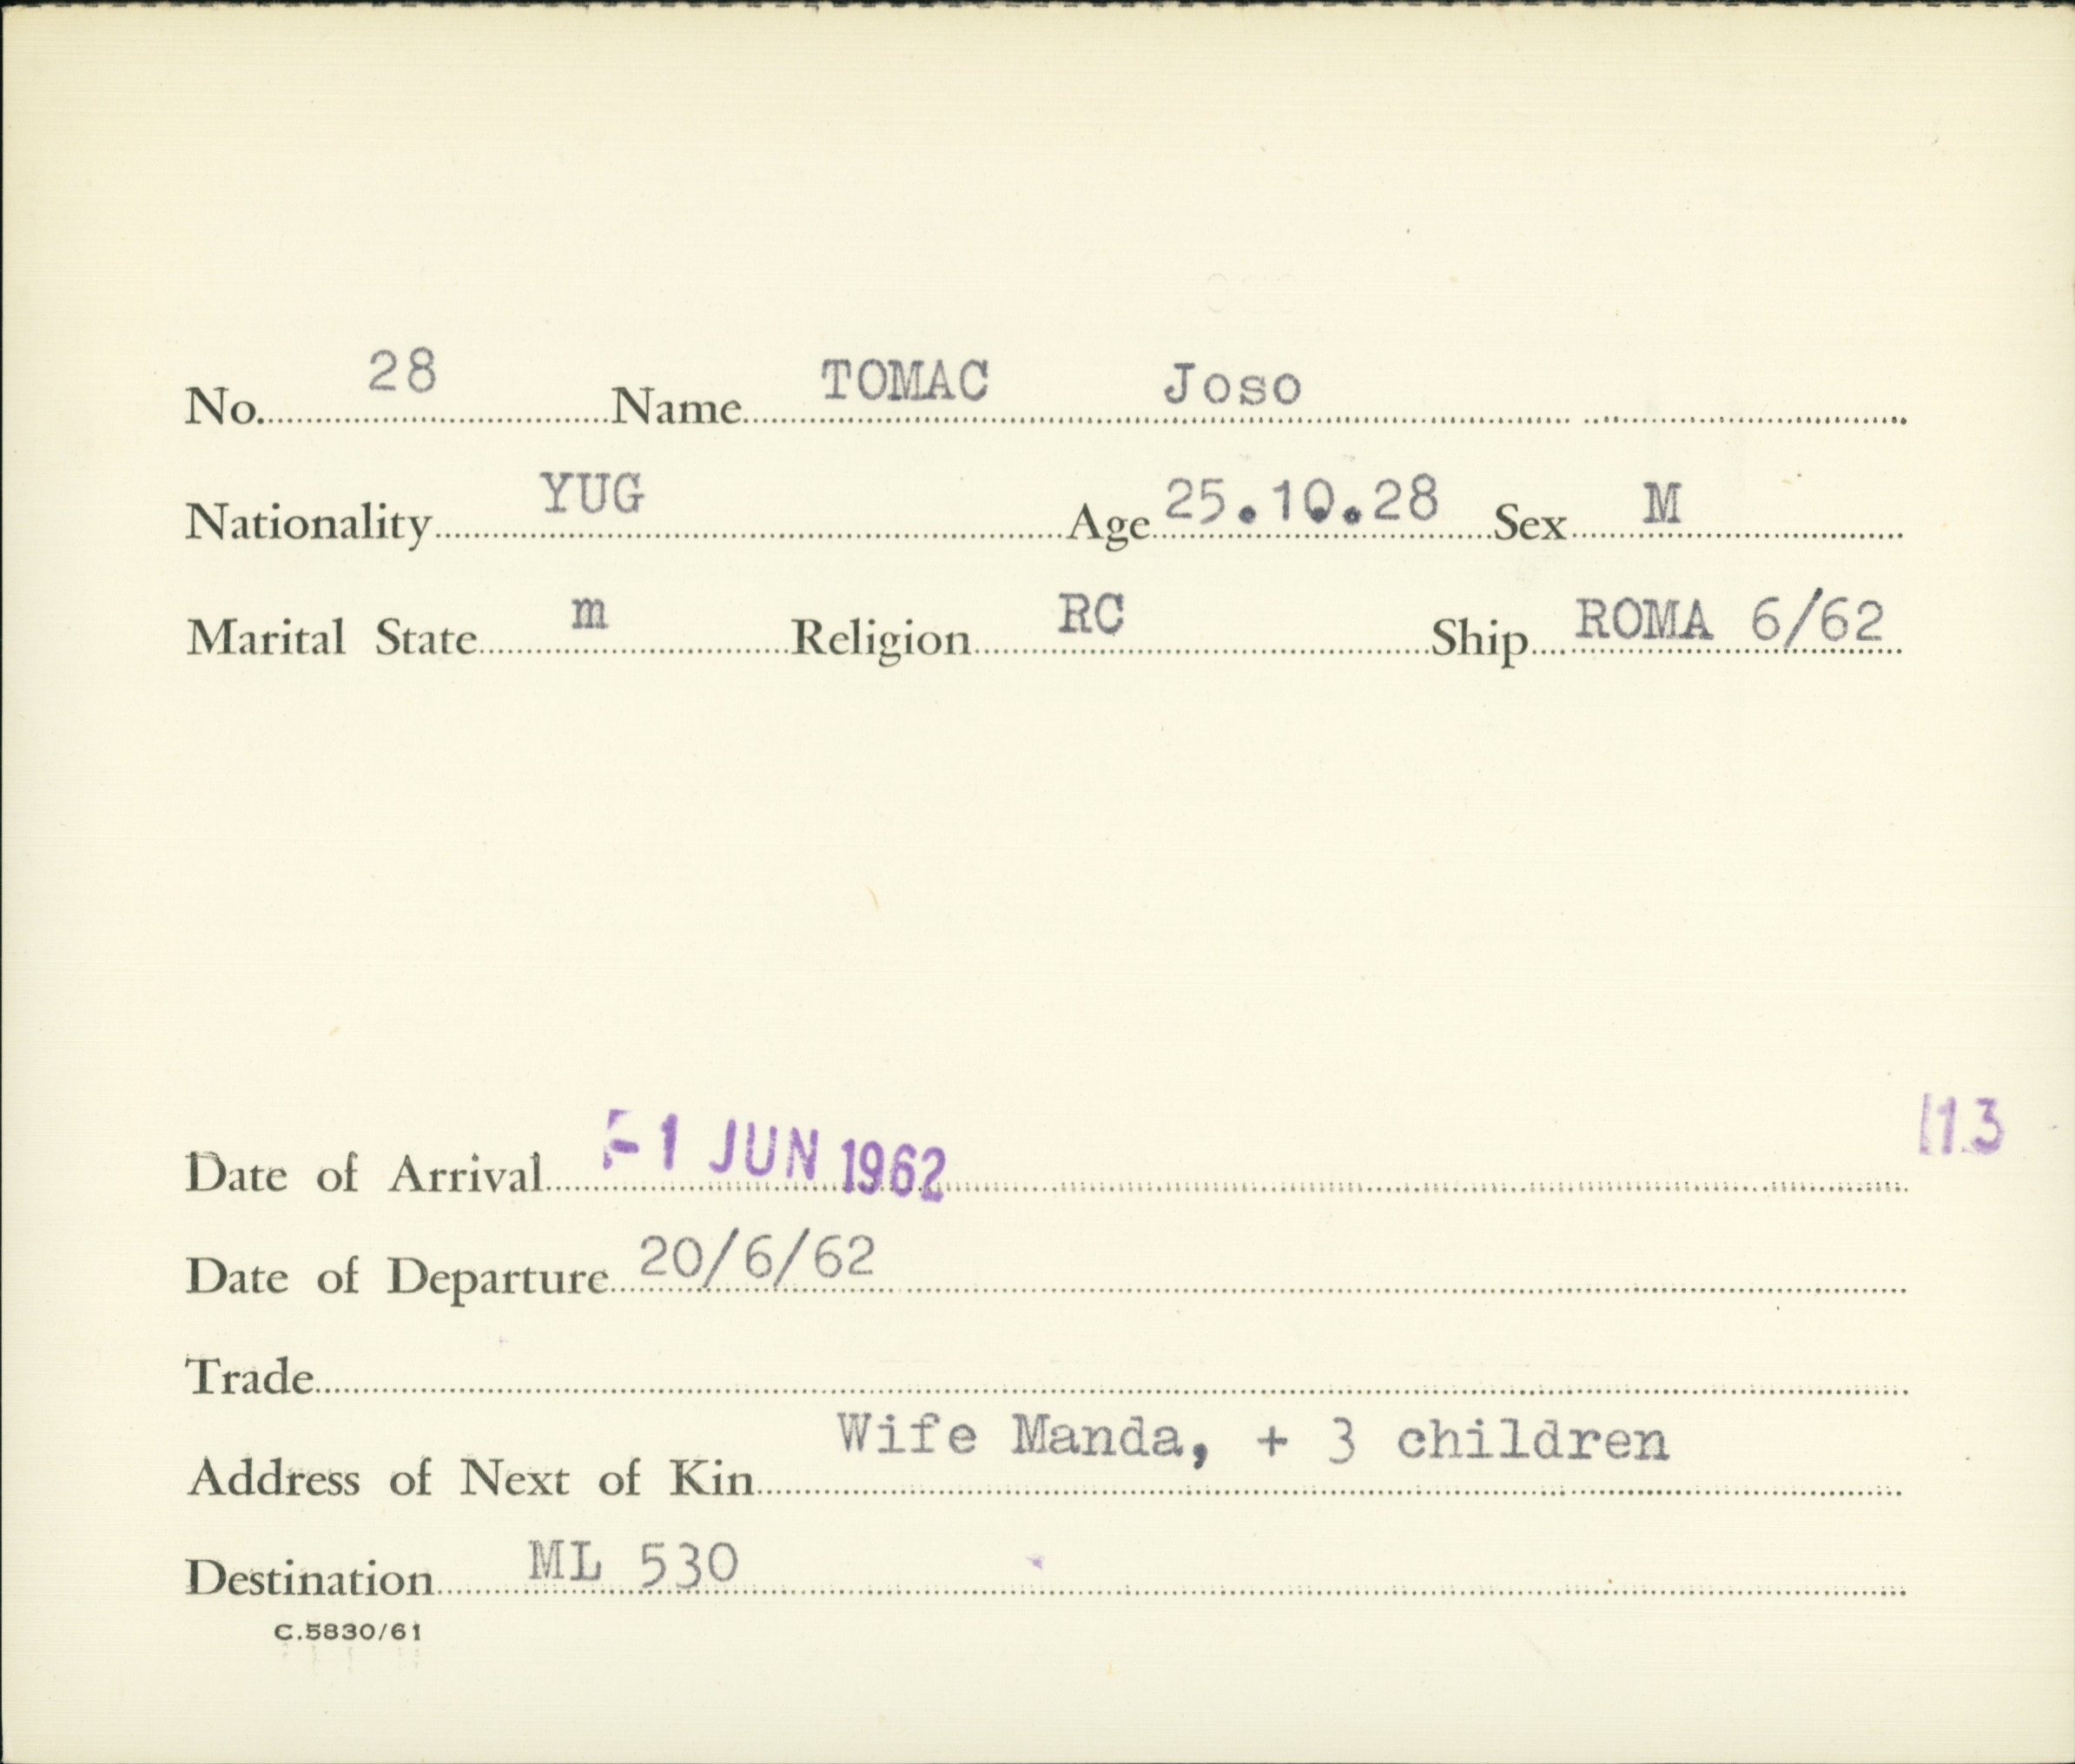 No. 28 Name TOMAC Joso
Nationality YUG Age 25.10.28 Sex M
Marital State m Religion RC Ship ROMA 6/62
113
Date of Arrival -1 JUN 1962
Date of Departure 20/6/62
Trade
Address of Next of Kin Wife Manda, + 3 children
Destination ML 530
C.5830/61